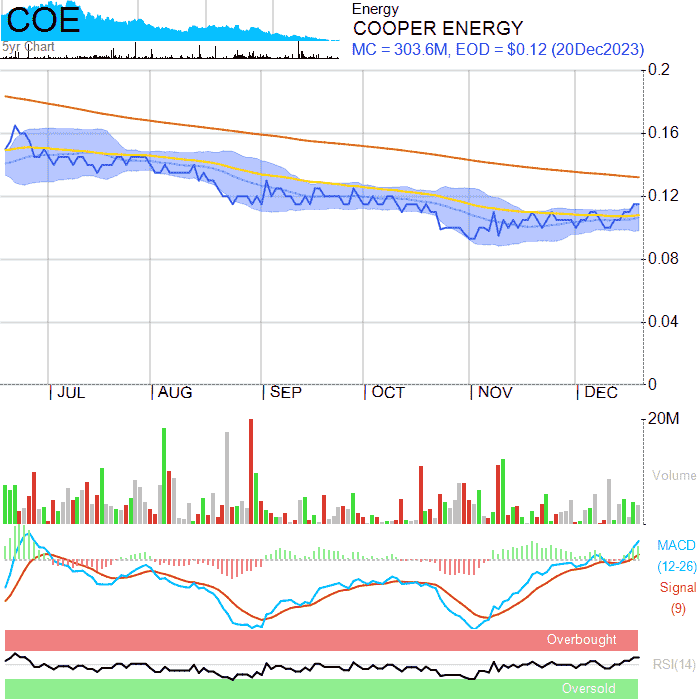 COE
5yr Chart
Energy
COOPER ENERGY
MC = 303.6M, EOD = $0.12 (20Dec2023)
0.2
0.16
0.12
0.08
0.04
0
JUL AUG SEP OCT NOV DEC
20M
Volume
MACD
(12-26)
Signal
(9)
Overbought
RSI(14)
Oversold